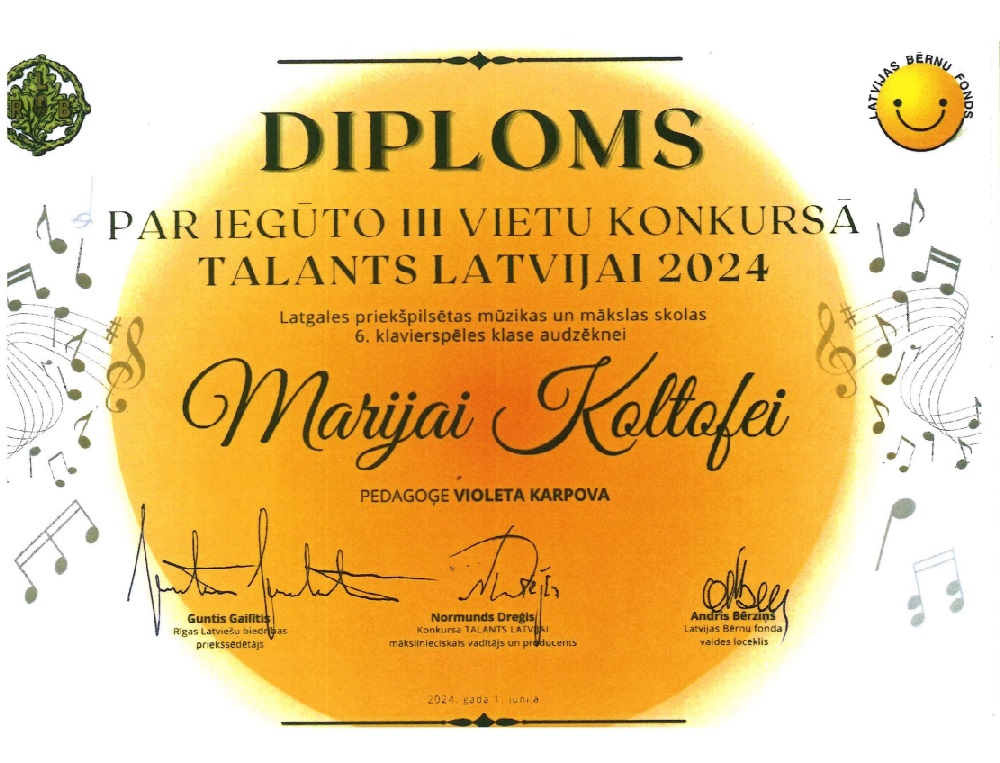 LATVIJAS BĒRNU FONDS
R L B B
DIPLOMS
PAR IEGŪTO III VIETU KONKURSĀ
TALANTS LATVIJAI 2024
Latgales priekšpilsētas mūzikas un mākslas skolas
6. klavierspēles klase audzēknei
Marijai Koltofei
PEDAGOĢE VIOLETA KARPOVA
Guntis Gailītis
Rīgas Latviešu biedrības
priekšsēdētājs
Normunds Dreģis
Konkursa TALANTS LATVIJAI
mākslinieciskais vadītājs un producents
Andris Bērziņš
Latvijas Bērnu fonda
valdes loceklis
2024. gada 1. jūnijā